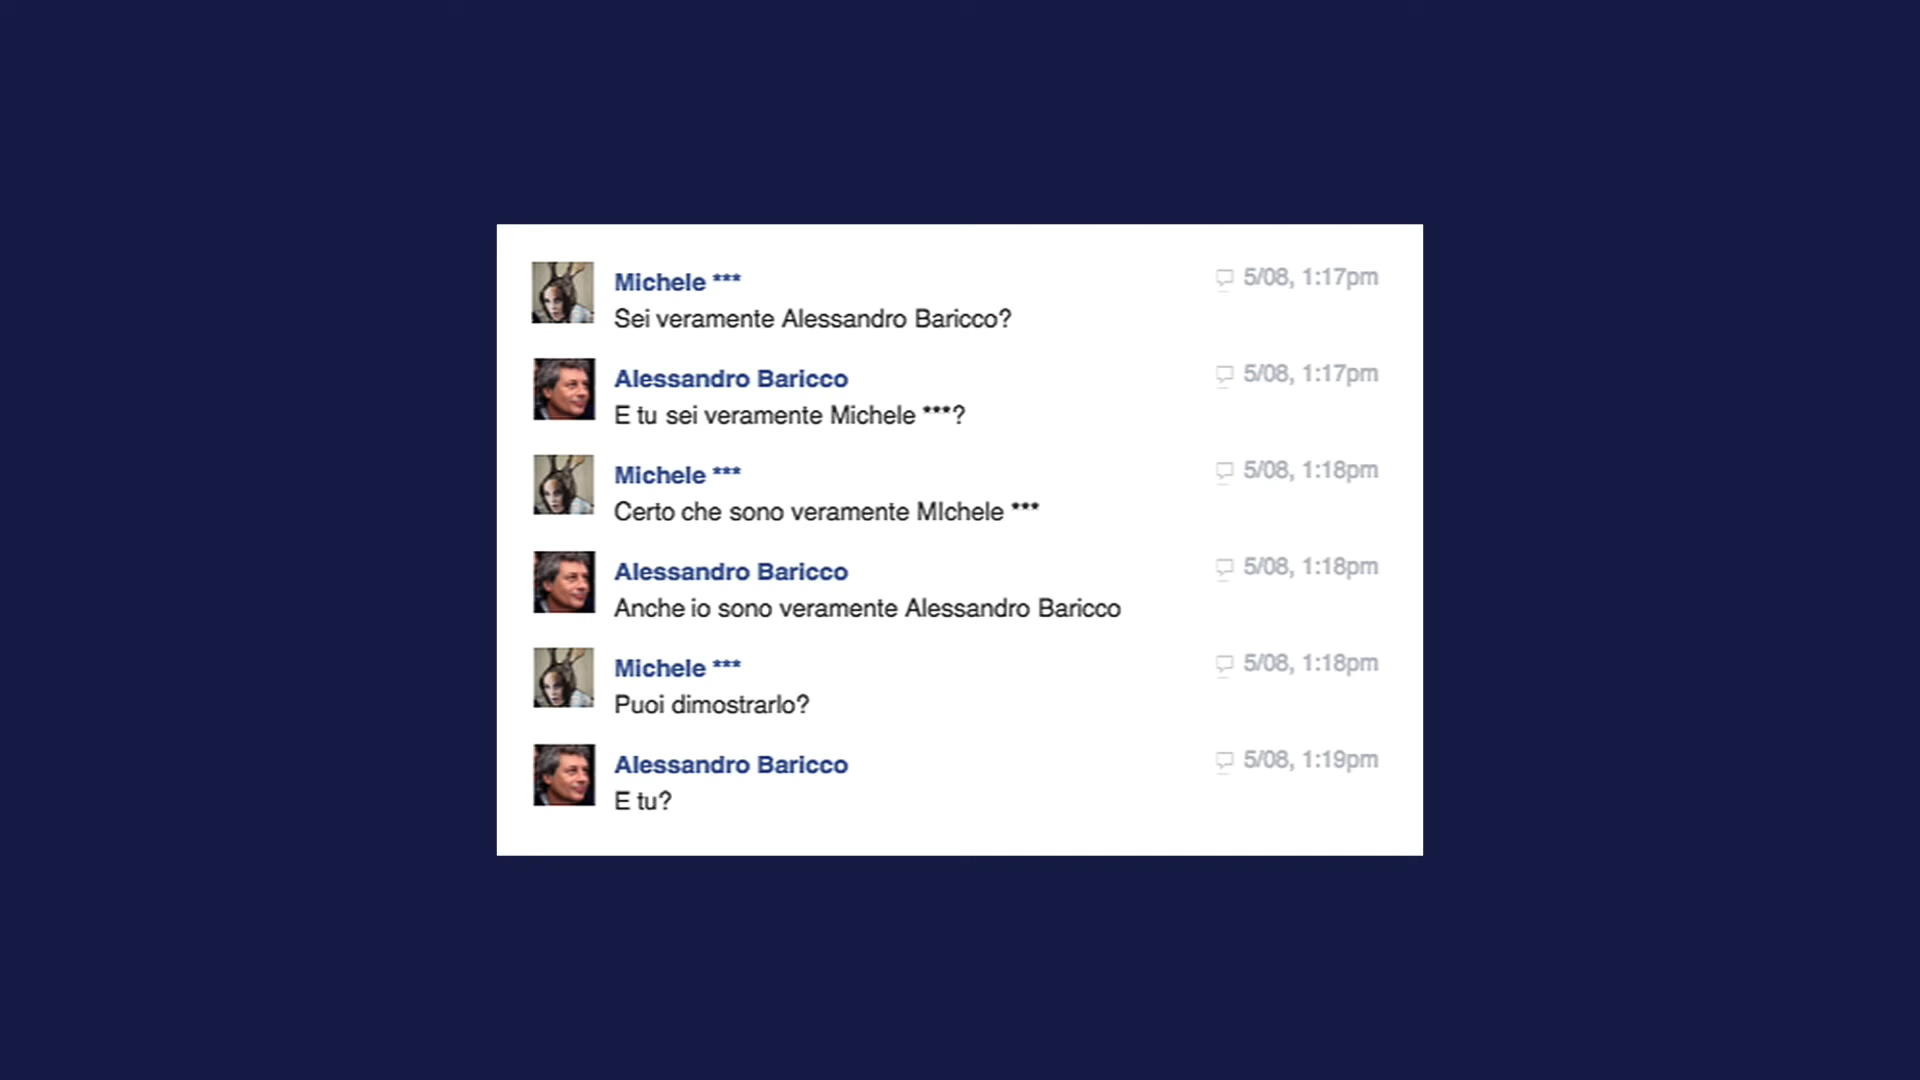 Michele ***
5/08, 1:17pm
Sei veramente Alessandro Baricco?
Alessandro Baricco
5/08, 1:17pm
E tu sei veramente Michele ***?
Michele ***
5/08, 1:18pm
Certo che sono veramente MIchele ***
Alessandro Baricco
5/08, 1:18pm
Anche io sono veramente Alessandro Baricco
Michele ***
5/08, 1:18pm
Puoi dimostrarlo?
Alessandro Baricco
5/08, 1:19pm
E tu?